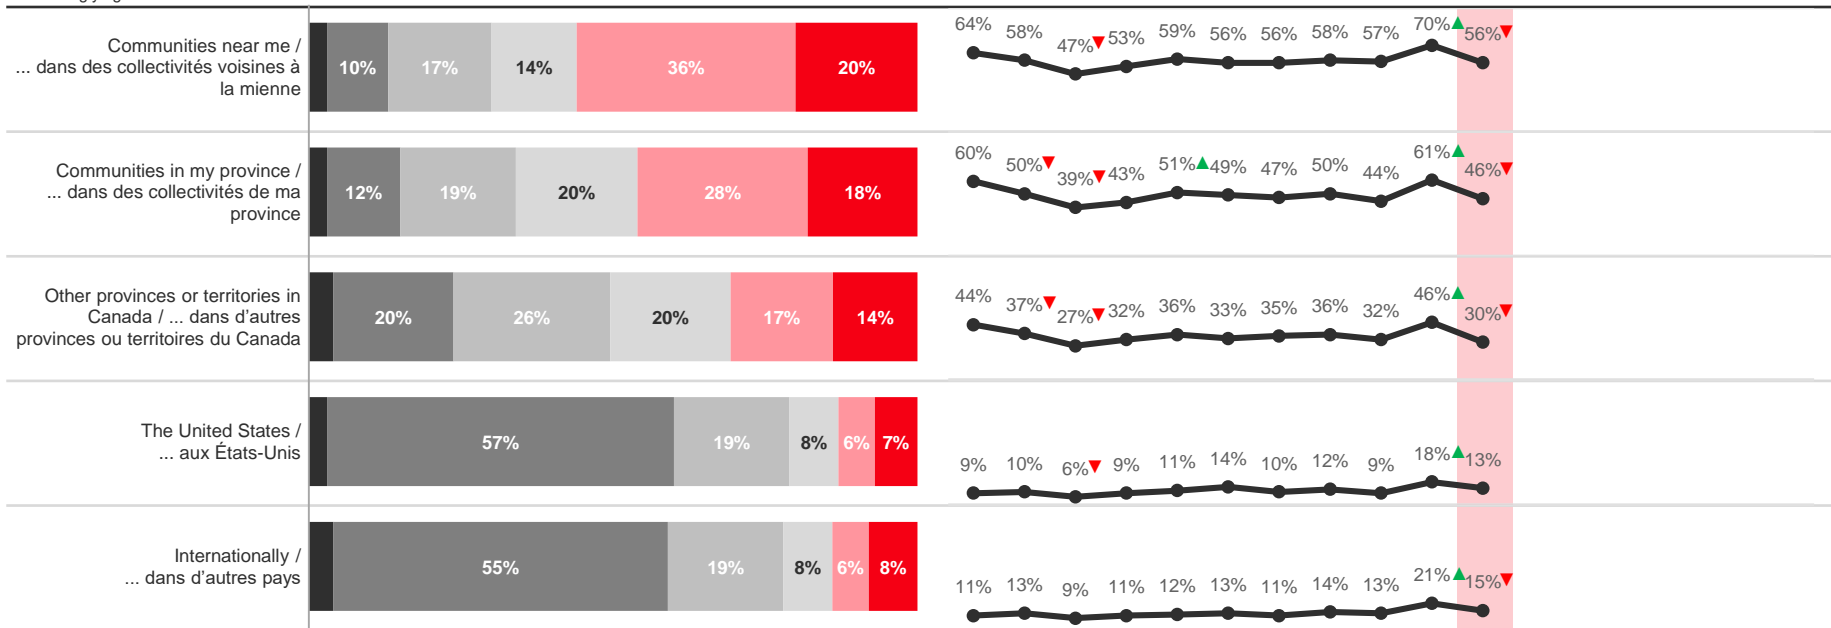 Communities near me /
... dans des collectivités voisines à
la mienne
10% 17% 14% 36% 20%
64% 58% 47% 53% 59% 56% 56% 58% 57% 70% 56%
Communities in my province /
... dans des collectivités de ma
province
12% 19% 20% 28% 18%
60% 50% 39% 43% 51% 49% 47% 50% 44% 61% 46%
Other provinces or territories in
Canada / ... dans d'autres
provinces ou territoires du Canada
20% 26% 20% 17% 14%
44% 37% 27% 32% 36% 33% 35% 36% 32% 46% 30%
The United States /
... aux États-Unis
57% 19% 8% 6% 7%
9% 10% 6% 9% 11% 14% 10% 12% 9% 18% 13%
Internationally /
... dans d'autres pays
55% 19% 8% 6% 8%
11% 13% 9% 11% 12% 13% 11% 14% 13% 21% 15%